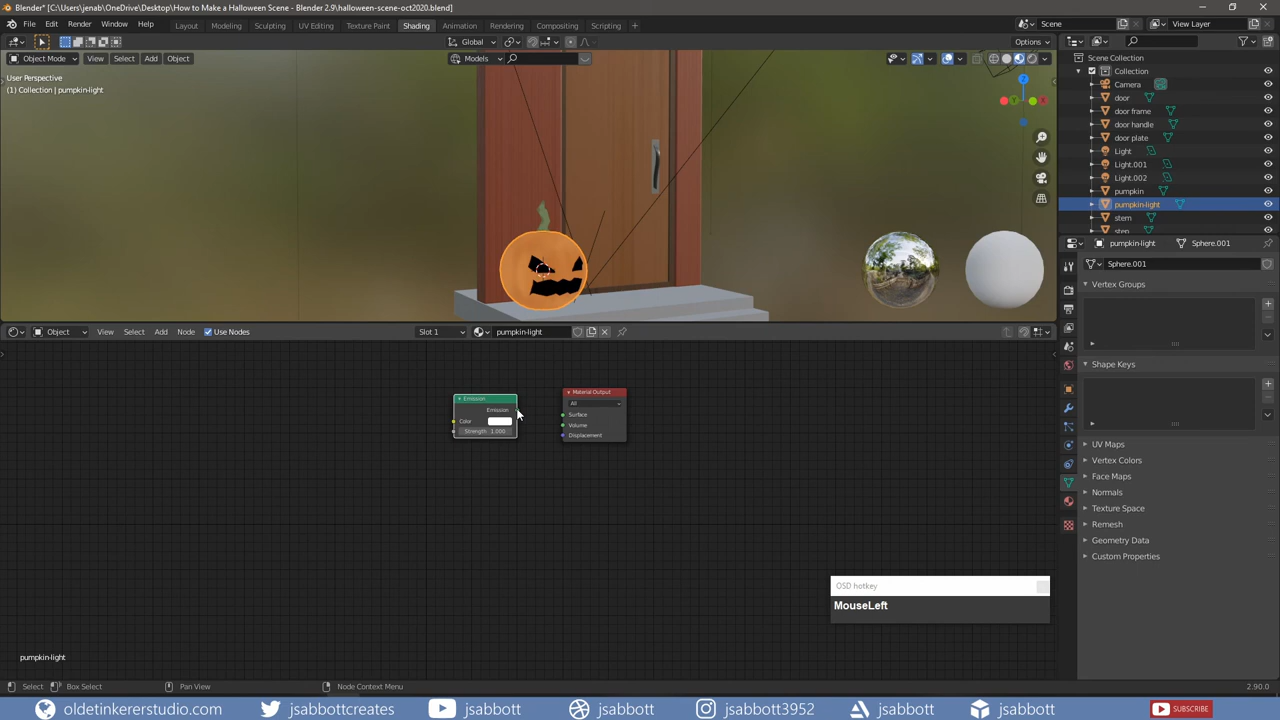 Blender* [C:\Users\jenab\OneDrive\Desktop\How to Make a Halloween Scene - Blender 2.9\halloween-scene-oct2020.blend]
File Edit Render Window Help Layout Modeling Sculpting UV Editing Texture Paint Shading Animation Rendering Compositing Scripting Scene View Layer
Global Options
Object Mode View Select Add Object Models
User Perspective
(1) Collection | pumpkin-light
Scene Collection
Collection
Camera
door
door frame
door handle
door plate
Light
Light.001
Light.002
pumpkin
pumpkin-light
stem
step
pumpkin-light Sphere.001
Sphere.001
Vertex Groups
Shape Keys
UV Maps
Vertex Colors
Face Maps
Normals
Texture Space
Remesh
Geometry Data
Custom Properties
Object View Select Add Node Use Nodes Slot 1 pumpkin-light
Emission
Emission
Color
Strength 1.000
Material Output
All
Surface
Volume
Displacement
OSD hotkey
MouseLeft
pumpkin-light
Select Box Select Pan View Node Context Menu 2.90.0
oldetinkererstudio.com jsabbottcreates jsabbott jsabbott jsabbott3952 jsabbott jsabbott SUBSCRIBE